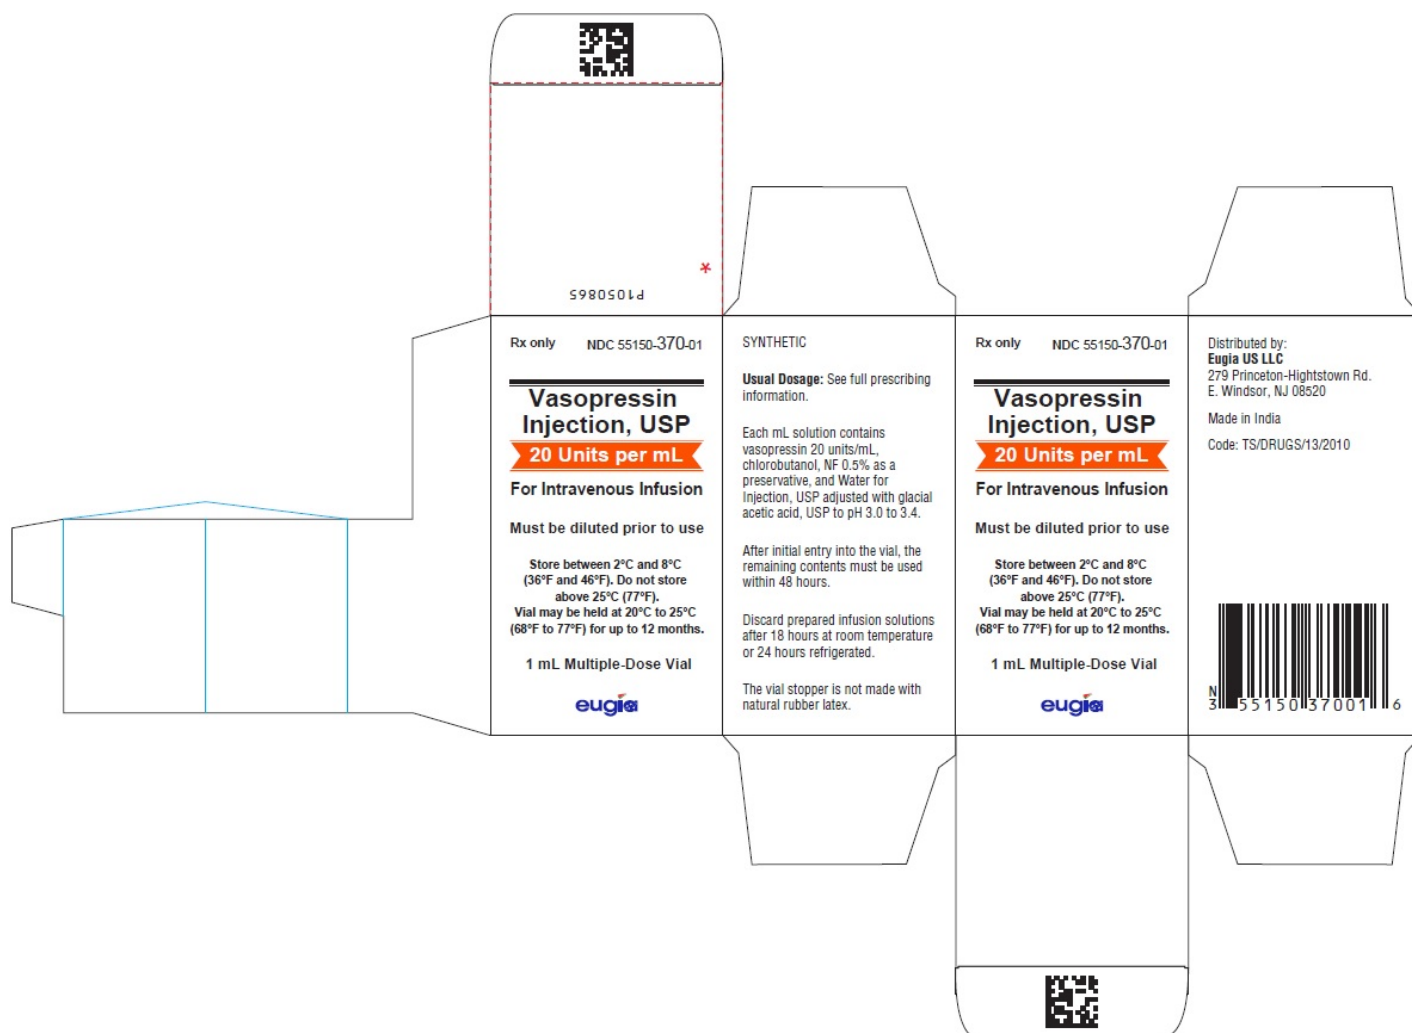 P1050865
*
Rx only NDC 55150-370-01
Vasopressin
Injection, USP
20 Units per mL
For Intravenous Infusion
Must be diluted prior to use
Store between 2°C and 8°C
(36°F and 46°F). Do not store
above 25°C (77°F).
Vial may be held at 20°C to 25°C
(68°F to 77°F) for up to 12 months.
1 mL Multiple-Dose Vial
eugia
SYNTHETIC
Usual Dosage: See full prescribing
information.
Each mL solution contains
vasopressin 20 units/mL,
chlorobutanol, NF 0.5% as a
preservative, and Water for
Injection, USP adjusted with glacial
acetic acid, USP to pH 3.0 to 3.4.
After initial entry into the vial, the
remaining contents must be used
within 48 hours.
Discard prepared infusion solutions
after 18 hours at room temperature
or 24 hours refrigerated.
The vial stopper is not made with
natural rubber latex.
Rx only NDC 55150-370-01
Vasopressin
Injection, USP
20 Units per mL
For Intravenous Infusion
Must be diluted prior to use
Store between 2°C and 8°C
(36°F and 46°F). Do not store
above 25°C (77°F).
Vial may be held at 20°C to 25°C
(68°F to 77°F) for up to 12 months.
1 mL Multiple-Dose Vial
eugia
Distributed by:
Eugia US LLC
279 Princeton-Hightstown Rd.
E. Windsor, NJ 08520
Made in India
Code: TS/DRUGS/13/2010
N
3 55150 37001 6